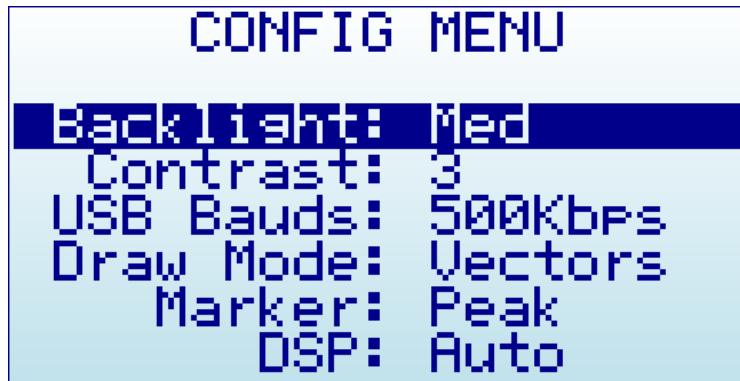 CONFIG MENU
Backlight: Med
Contrast: 3
USB Bauds: 500Kbps
Draw Mode: Vectors
Marker: Peak
DSP: Auto